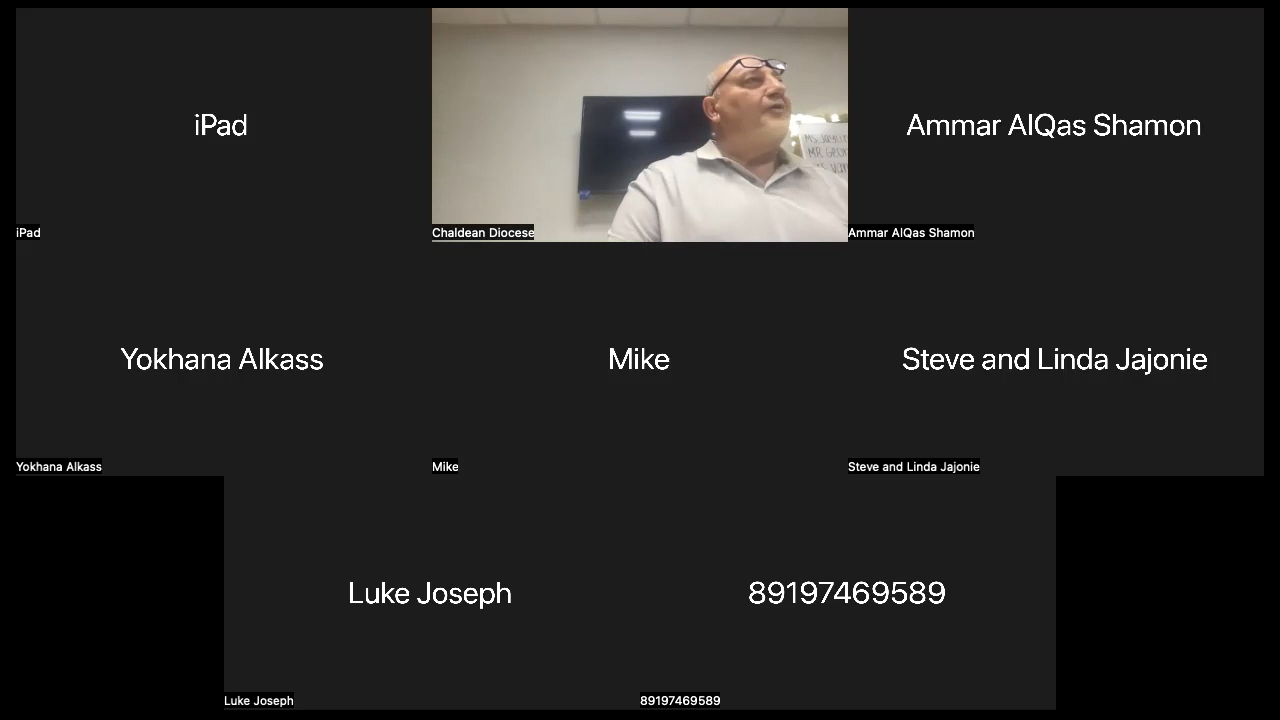 iPad
Ammar AlQas Shamon
iPad
Chaldean Diocese
Ammar AlQas Shamon
Yokhana Alkass
Mike
Steve and Linda Jajonie
Yokhana Alkass
Mike
Steve and Linda Jajonie
Luke Joseph
89197469589
Luke Joseph
89197469589